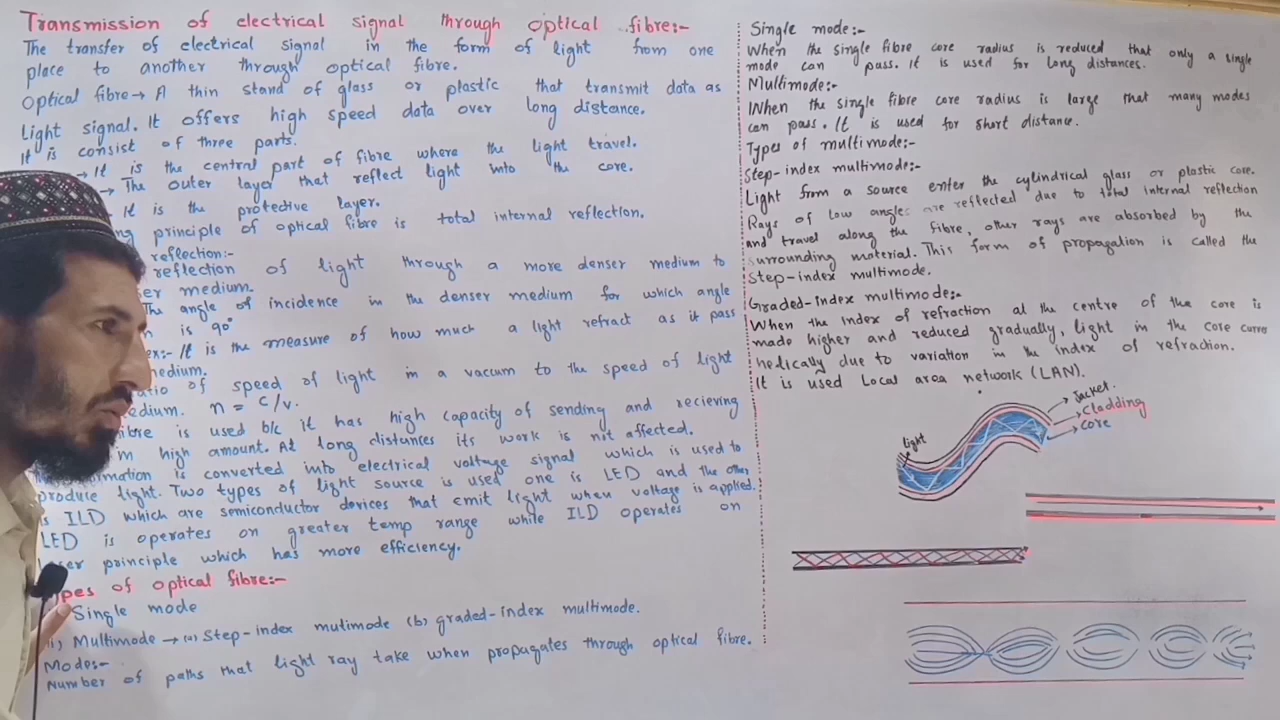 Transmission of electrical signal through optical fibre:-
The transfer of electrical signal in the form of light from one
place to another through optical fibre.
Optical fibre→ A thin stand of glass or plastic that transmit data as
Light signal. It offers high speed data over long distance.
It is consist of three parts.
→ It is the central part of fibre where the light travel.
→ The outer layer that reflect light into the core.
It is the protective layer.
principle of optical fibre is total internal reflection.
reflection:-
reflection of light through a more denser medium to
medium.
The angle of incidence in the denser medium for which angle
is 90°
It is the measure of how much a light refract as it pass
medium.
ratio of speed of light in a vaccum to the speed of light
medium. n = c/v.
fibre is used b/c it has high capacity of sending and recieving
high amount. At long distances its work is not affected.
is converted into electrical voltage signal which is used to
produce light. Two types of light source is used one is LED and the other
is ILD which are semiconductor devices that emit light when voltage is applied.
LED is operates on greater temp range while ILD operates on
principle which has more efficiency.
Types of optical fibre:-
Single mode
Multimode → (a) Step-index mutimode (b) graded-index multimode.
Mode:-
Number of paths that light ray take when propagates through optical fibre.
Single mode:-
When the single fibre core radius is reduced that only a single
mode can pass. It is used for long distances.
Multimode:-
When the single fibre core radius is large that many modes
can pass. It is used for short distance.
Types of multimode:-
Step-index multimode:-
Light from a source enter the cylindrical glass or plastic core.
Rays of low angles are reflected due to total internal reflection
and travel along the fibre, other rays are absorbed by the
surrounding material. This form of propagation is called the
step-index multimode.
Graded-index multimode:-
When the index of refraction at the centre of the core is
made higher and reduced gradually, light in the core curve
helically due to variation in the index of refraction.
It is used Local area network (LAN).
Jacket.
Cladding
core
light